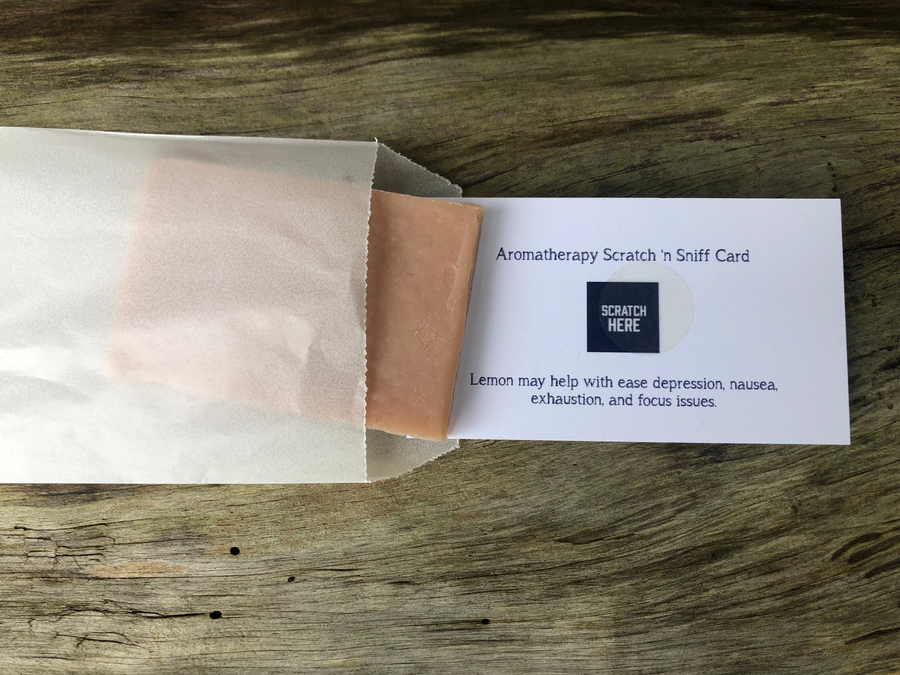 Aromatherapy Scratch 'n Sniff Card
SCRATCH
HERE
Lemon may help with ease depression, nausea,
exhaustion, and focus issues.